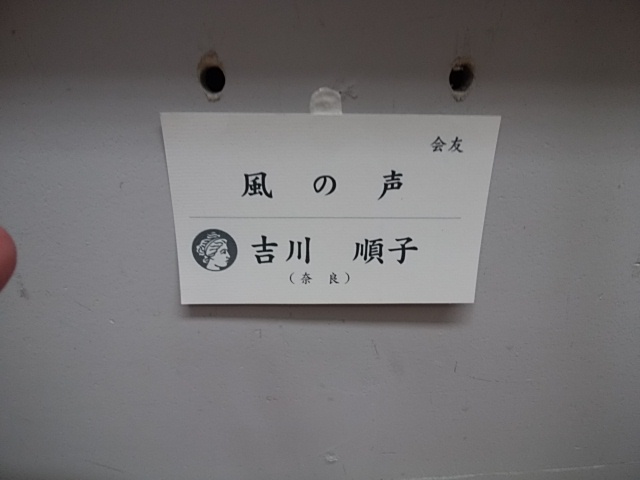 会友
風の声
吉川 順子
（奈良）